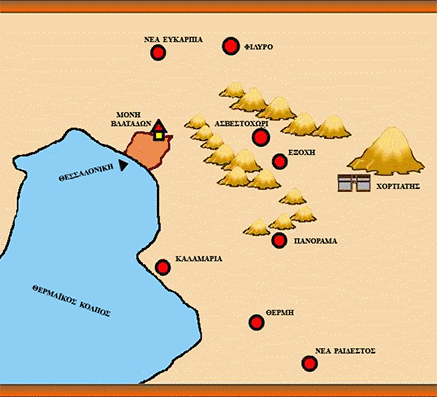 ΝΕΑ ΕΥΚΑΡΠΙΑ
ΦΙΛΥΡΟ
ΜΟΝΗ
ΒΛΑΤΑΔΩΝ
ΑΣΒΕΣΤΟΧΩΡΙ
ΕΞΟΧΗ
ΘΕΣΣΑΛΟΝΙΚΗ
ΧΟΡΤΙΑΤΗΣ
ΠΑΝΟΡΑΜΑ
ΚΑΛΑΜΑΡΙΑ
ΘΕΡΜΑΪΚΟΣ ΚΟΛΠΟΣ
ΘΕΡΜΗ
ΝΕΑ ΡΑΙΔΕΣΤΟΣ